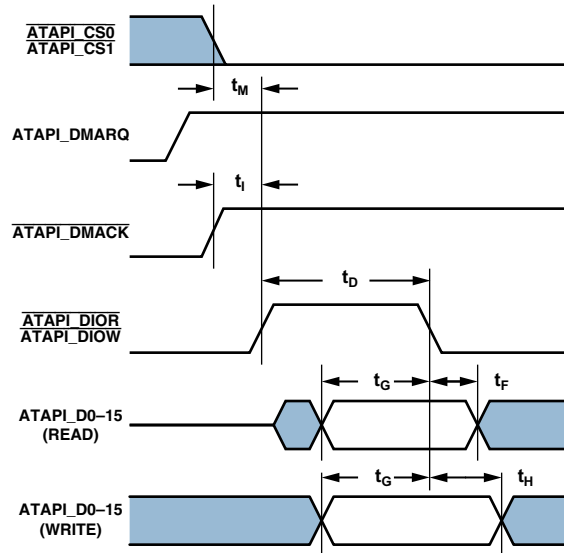 ATAPI_CS0
ATAPI_CS1
tM
ATAPI_DMARQ
tI
ATAPI_DMACK
tD
ATAPI_DIOR
ATAPI_DIOW
tG
tF
ATAPI_D0–15
(READ)
tG
tH
ATAPI_D0–15
(WRITE)